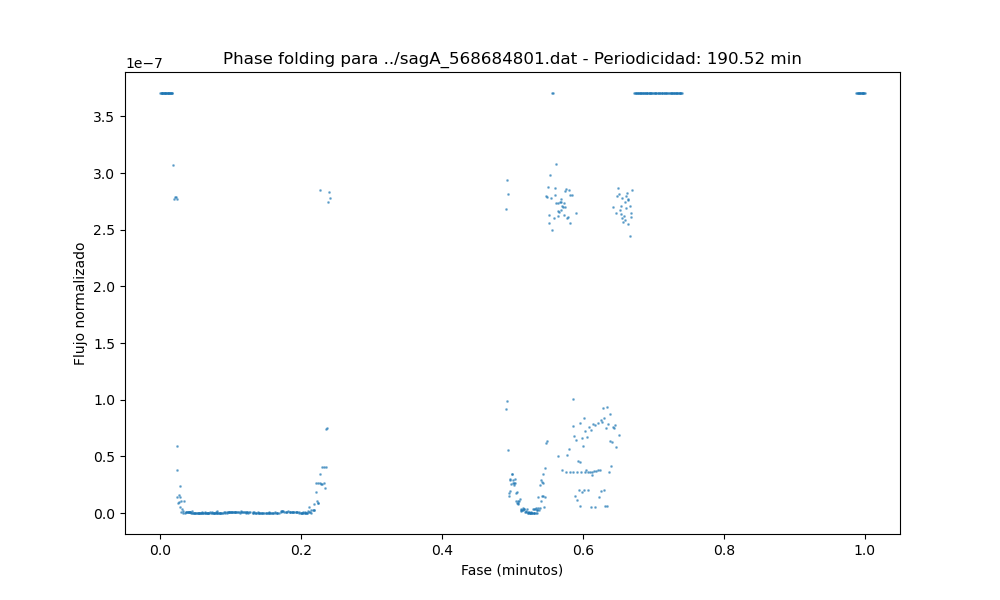 Phase folding para ../sagA_568684801.dat - Periodicidad: 190.52 min
1e−7
3.5
3.0
2.5
2.0
1.5
1.0
0.5
0.0
Flujo normalizado
0.0 0.2 0.4 0.6 0.8 1.0
Fase (minutos)